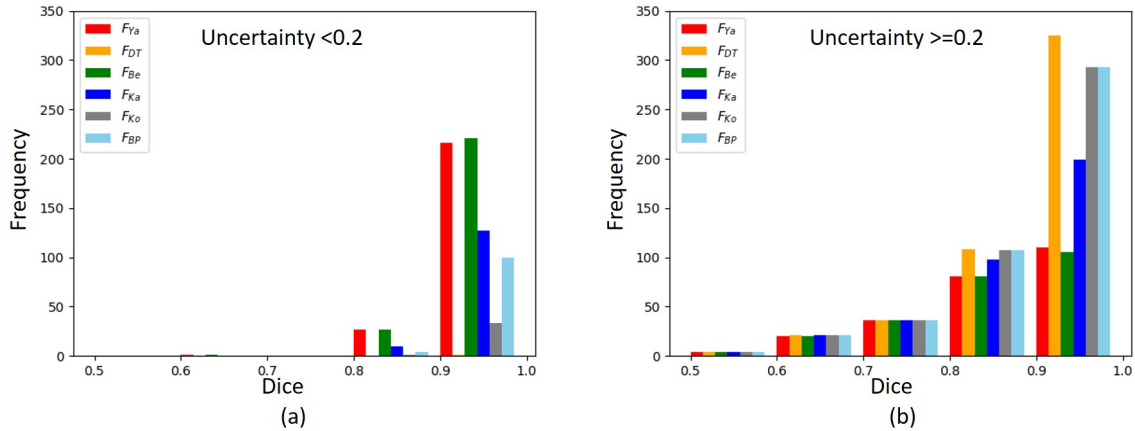 Uncertainty <0.2
F_Ya
F_DT
F_Be
F_Ka
F_Ko
F_BP
350
300
250
200
150
100
50
0
Frequency
0.5 0.6 0.7 0.8 0.9 1.0
Dice
(a)
Uncertainty >=0.2
F_Ya
F_DT
F_Be
F_Ka
F_Ko
F_BP
350
300
250
200
150
100
50
0
Frequency
0.5 0.6 0.7 0.8 0.9 1.0
Dice
(b)